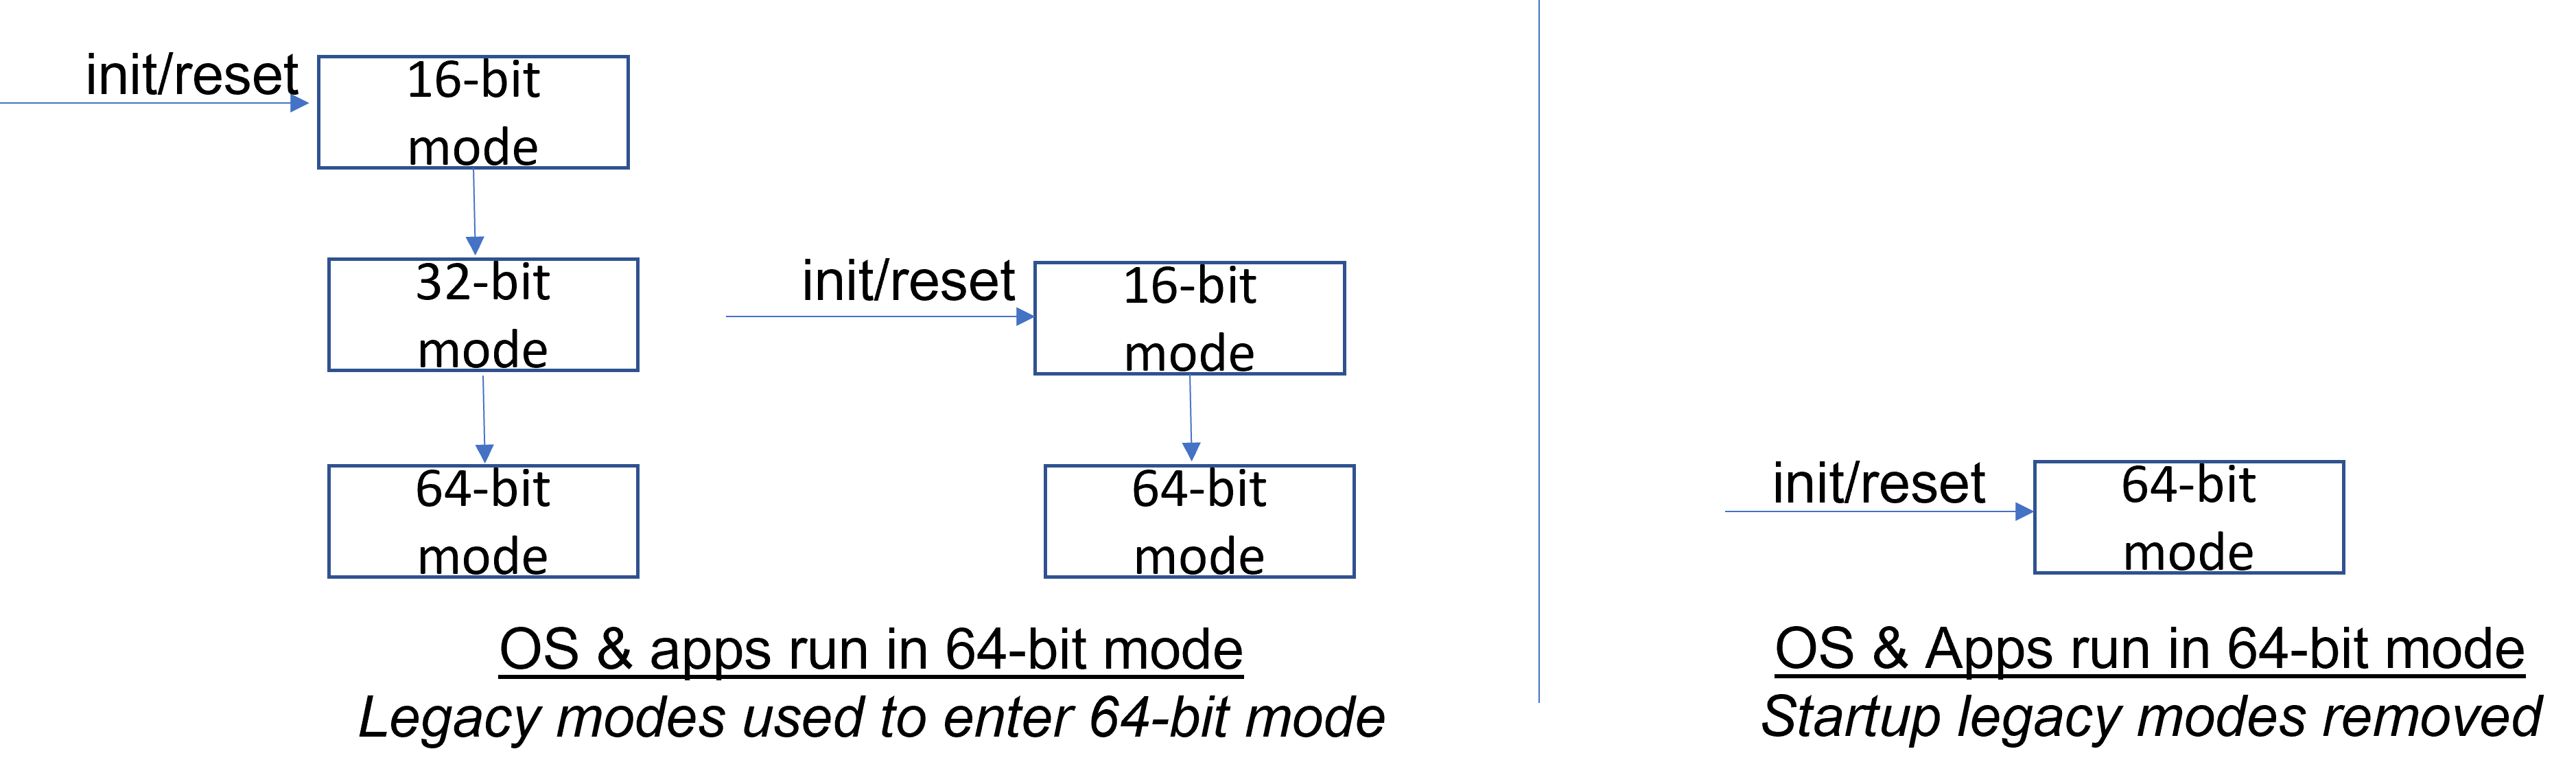 init/reset
16-bit
mode
32-bit
mode
64-bit
mode
init/reset
16-bit
mode
64-bit
mode
OS & apps run in 64-bit mode
Legacy modes used to enter 64-bit mode
init/reset
64-bit
mode
OS & Apps run in 64-bit mode
Startup legacy modes removed